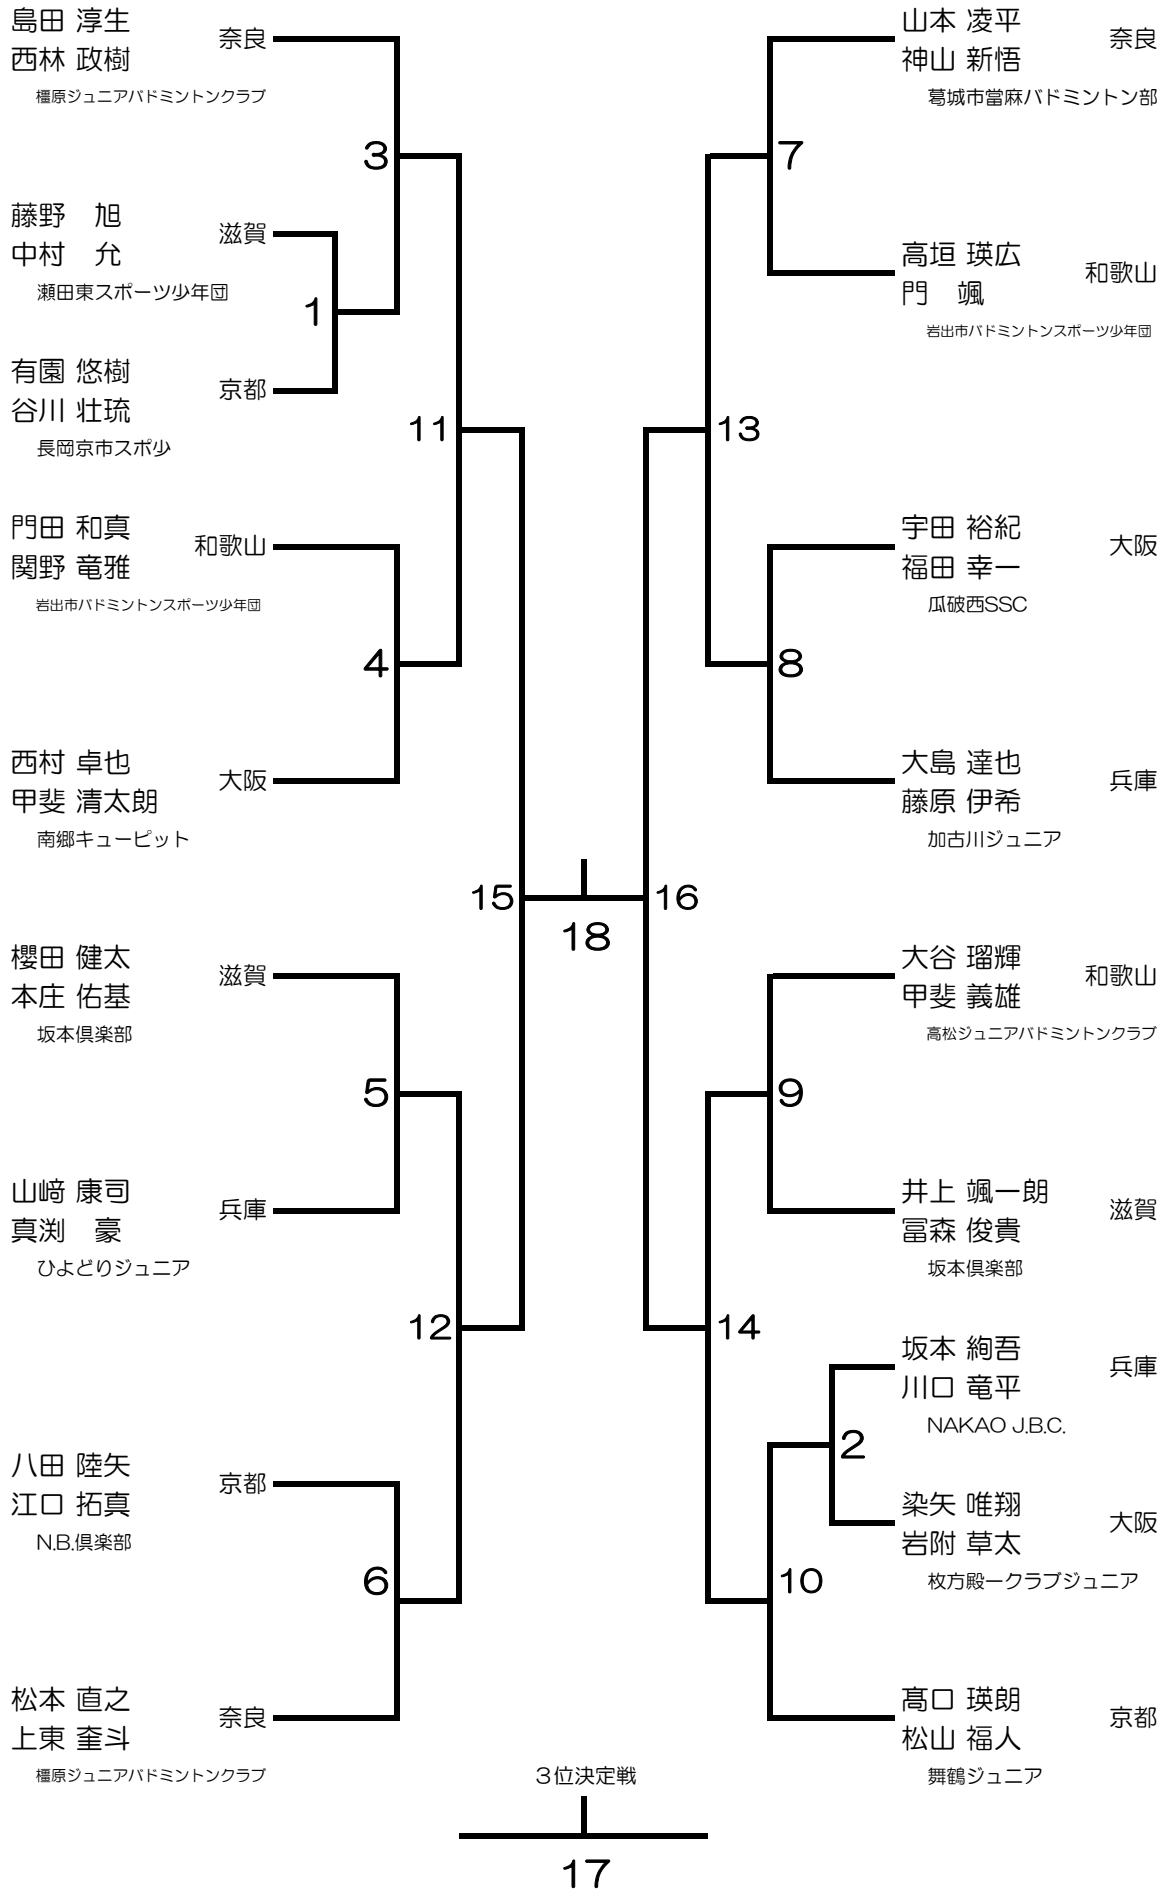 島田 淳生
西林 政樹
奈良
橿原ジュニアバドミントンクラブ
3
藤野　旭
中村　允
滋賀
瀬田東スポーツ少年団
1
有園 悠樹
谷川 壮琉
京都
長岡京市スポ少
11
門田 和真
関野 竜雅
和歌山
岩出市バドミントンスポーツ少年団
4
西村 卓也
甲斐 清太朗
大阪
南郷キューピット
15
櫻田 健太
本庄 佑基
滋賀
坂本倶楽部
5
山﨑 康司
真渕　豪
兵庫
ひよどりジュニア
12
八田 陸矢
江口 拓真
京都
N.B.倶楽部
6
松本 直之
上東 奎斗
奈良
橿原ジュニアバドミントンクラブ
18
山本 凌平
神山 新悟
奈良
葛城市當麻バドミントン部
7
高垣 瑛広
門　颯
和歌山
岩出市バドミントンスポーツ少年団
13
宇田 裕紀
福田 幸一
大阪
瓜破西SSC
8
大島 達也
藤原 伊希
兵庫
加古川ジュニア
16
大谷 瑠輝
甲斐 義雄
和歌山
高松ジュニアバドミントンクラブ
9
井上 颯一朗
冨森 俊貴
滋賀
坂本倶楽部
14
坂本 絢吾
川口 竜平
兵庫
NAKAO J.B.C.
2
染矢 唯翔
岩附 草太
大阪
枚方殿一クラブジュニア
10
髙口 瑛朗
松山 福人
京都
舞鶴ジュニア
３位決定戦
17